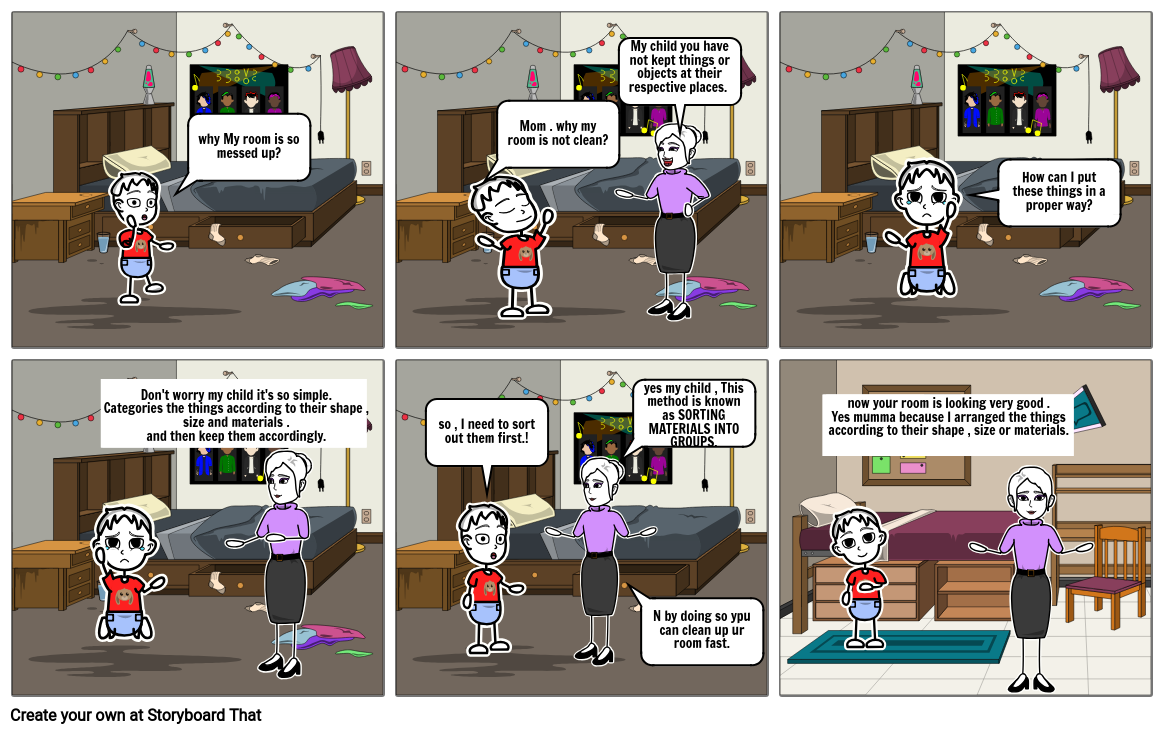 why My room is so
messed up?
Mom . why my
room is not clean?
My child you have
not kept things or
objects at their
respective places.
How can I put
these things in a
proper way?
Don't worry my child it's so simple.
Categories the things according to their shape ,
size and materials .
and then keep them accordingly.
so , I need to sort
out them first.!
yes my child , This
method is known
as SORTING
MATERIALS INTO
GROUPS.
N by doing so ypu
can clean up ur
room fast.
now your room is looking very good .
Yes mumma because I arranged the things
according to their shape , size or materials.
Create your own at Storyboard That